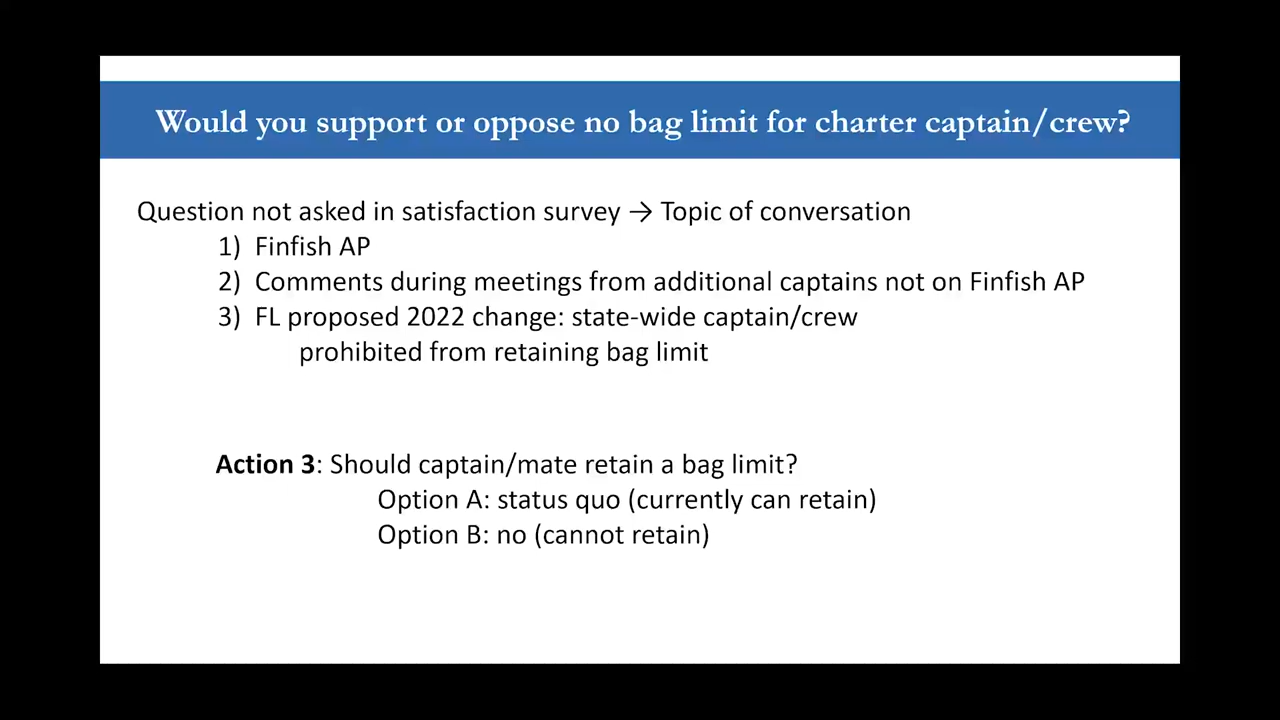 Would you support or oppose no bag limit for charter captain/crew?
Question not asked in satisfaction survey → Topic of conversation
1) Finfish AP
2) Comments during meetings from additional captains not on Finfish AP
3) FL proposed 2022 change: state-wide captain/crew
prohibited from retaining bag limit
Action 3: Should captain/mate retain a bag limit?
Option A: status quo (currently can retain)
Option B: no (cannot retain)